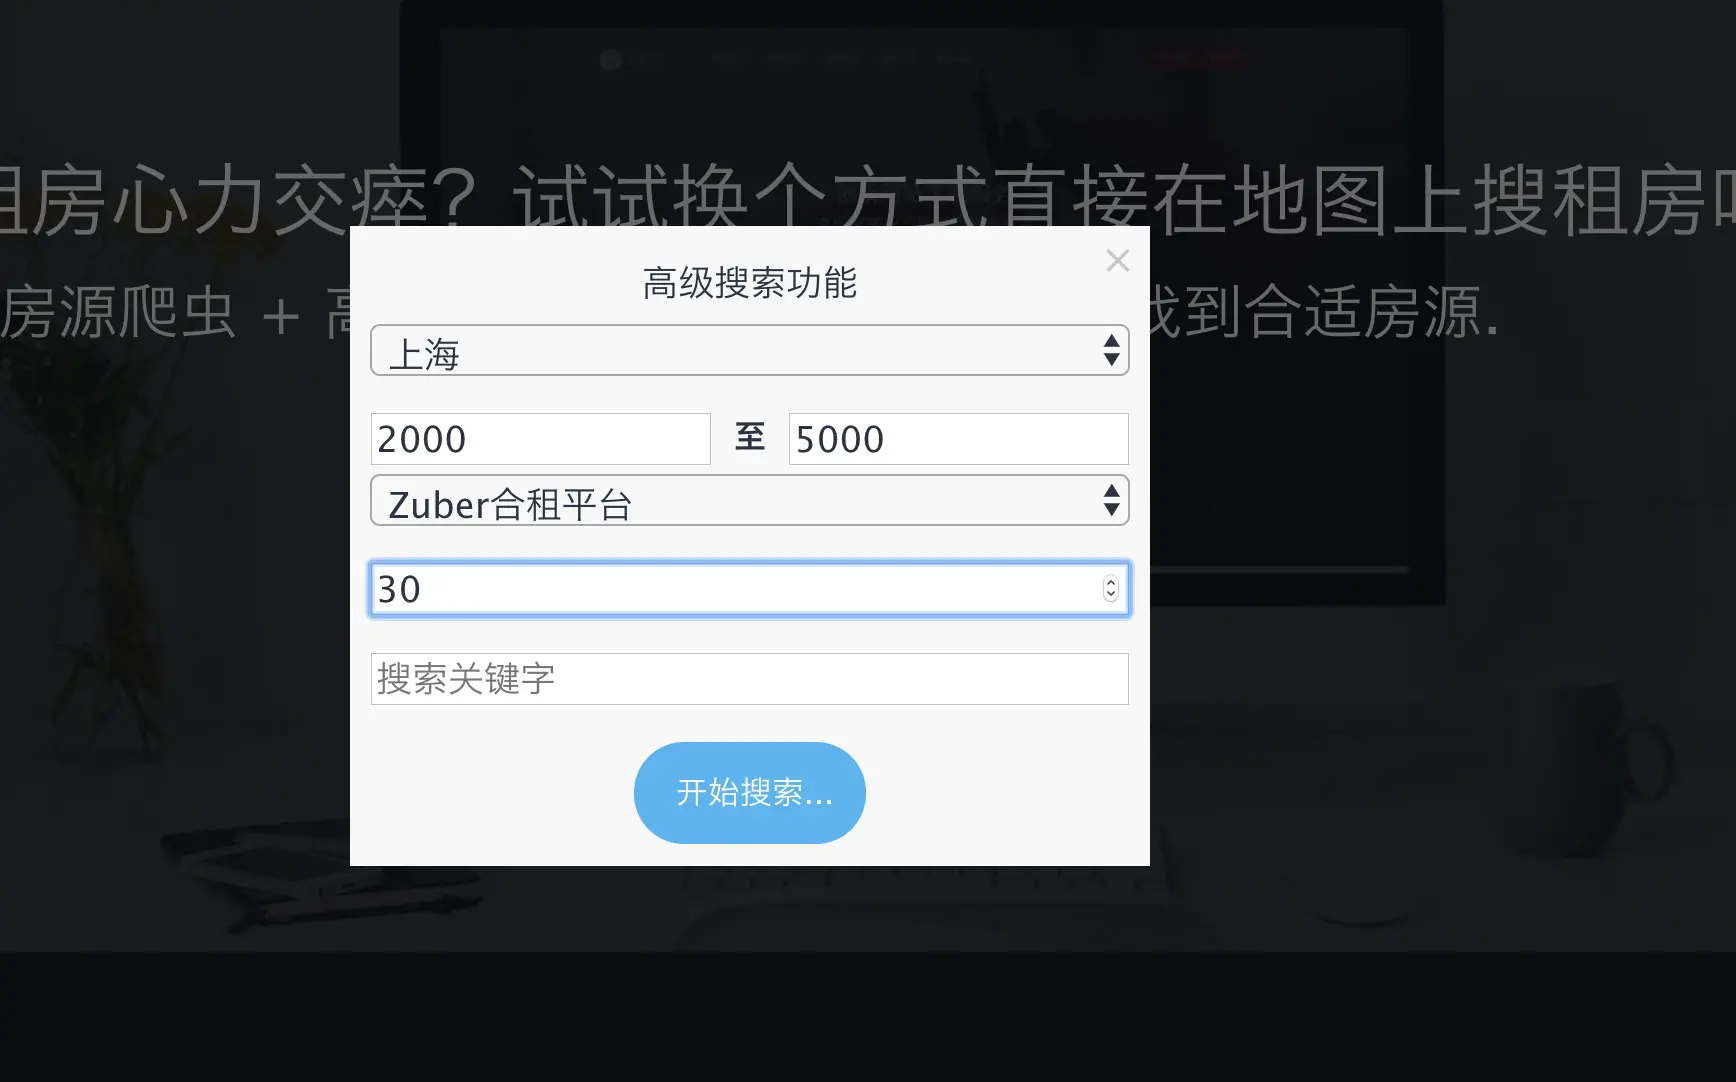 租房心力交瘁？试试换个方式直接在地图上搜租房吧
房源爬虫 + 高
找到合适房源.
高级搜索功能
上海
2000 至 5000
Zuber合租平台
30
搜索关键字
开始搜索...